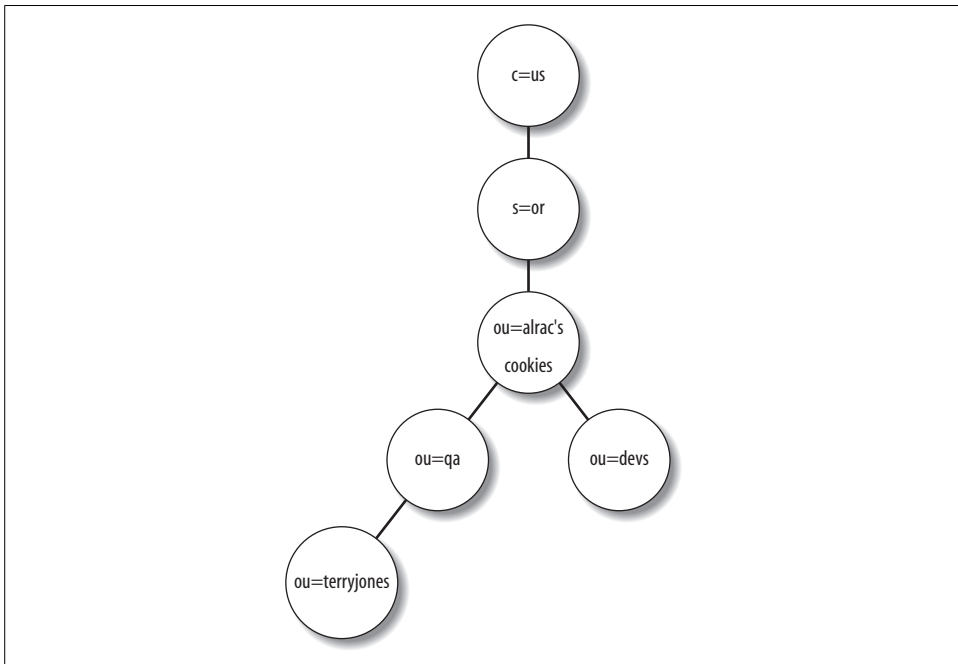 c=us
s=or
ou=alrac's
cookies
ou=qa
ou=devs
ou=terryjones